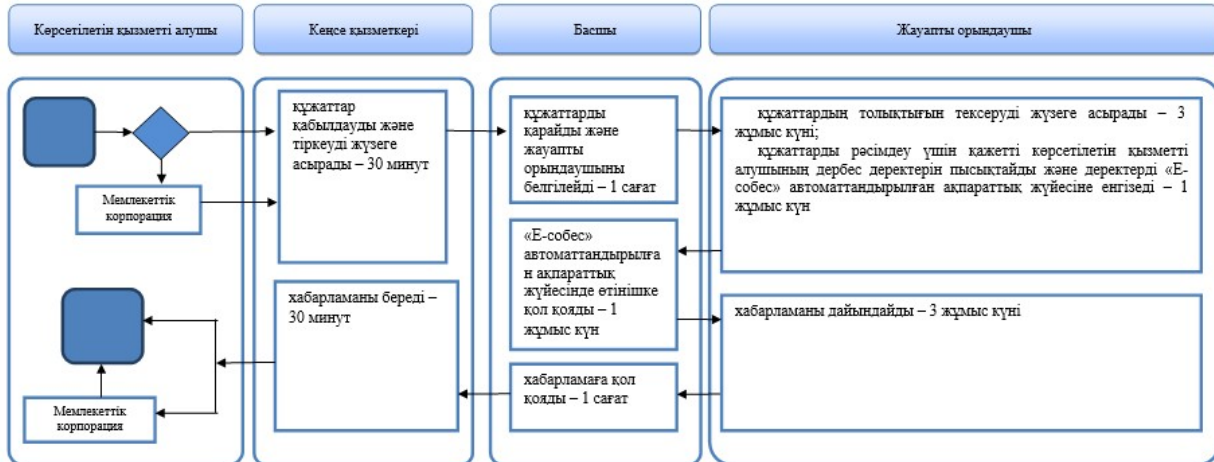 Көрсетілетін қызметті алушы
Кеңсе қызметкері
Басшы
Жауапты орындаушы
құжаттар
қабылдауды және
тіркеуді жүзеге
асырады – 30 минут
құжаттарды
қарайды және
жауапты
орындаушыны
белгілейді – 1 сағат
құжаттардың толықтығын тексеруді жүзеге асырады – 3
жұмыс күні;
құжаттарды рәсімдеу үшін қажетті көрсетілетін қызметті
алушының дербес деректерін пысықтайды және деректерді «Е-
собес» автоматтандырылған ақпараттық жүйесіне енгізеді – 1
жұмыс күн
Мемлекеттік
корпорация
«Е-собес»
автоматтандырылға
н ақпараттық
жүйесінде өтінішке
қол қояды – 1
жұмыс күн
хабарламаны береді –
30 минут
хабарламаны дайындайды – 3 жұмыс күні
хабарламаға қол
қояды – 1 сағат
Мемлекеттік
корпорация